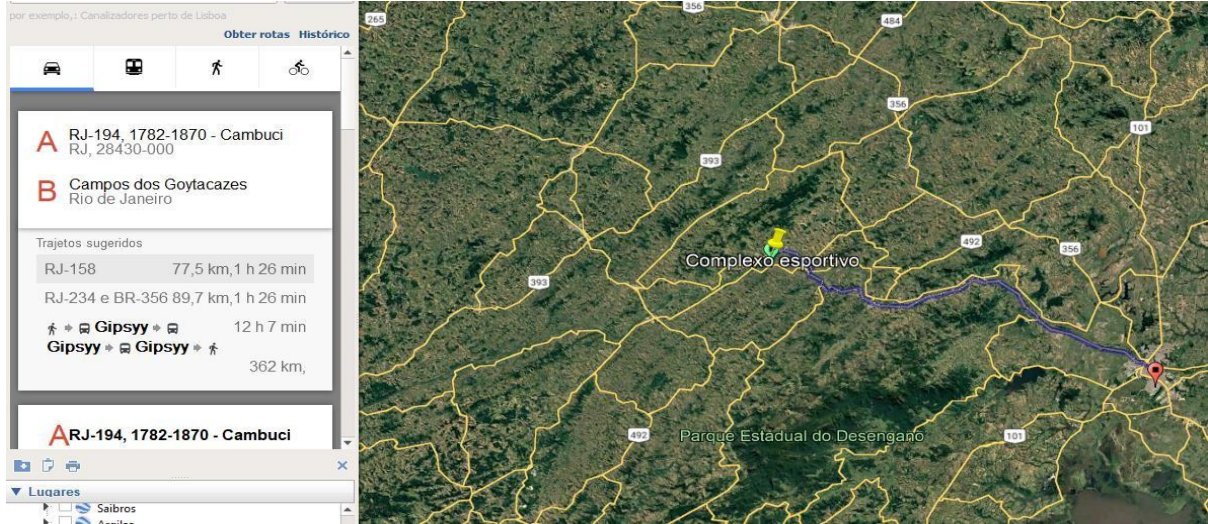 por exemplo,: Canalizadores perto de Lisboa
Obter rotas Histórico
A RJ-194, 1782-1870 - Cambuci
RJ, 28430-000
B Campos dos Goytacazes
Rio de Janeiro
Trajetos sugeridos
RJ-158 77,5 km,1 h 26 min
RJ-234 e BR-356 89,7 km,1 h 26 min
Gipsyy 12 h 7 min
Gipsyy Gipsyy
362 km,
A RJ-194, 1782-1870 - Cambuci
Lugares
Saibros
265
356
484
356
101
393
492
356
Complexo esportivo
393
492
Parque Estadual do Desengano
101